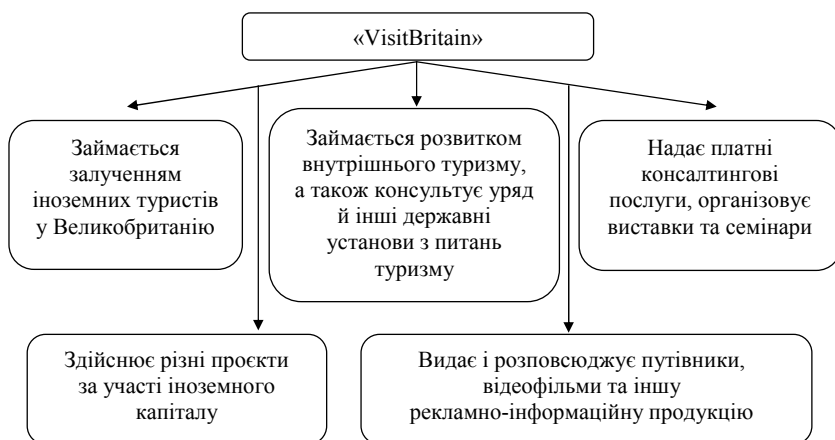 «VisitBritain»
Займається
залученням
іноземних туристів
у Великобританію
Займається розвитком
внутрішнього туризму,
а також консультує уряд
й інші державні
установи з питань
туризму
Надає платні
консалтингові
послуги, організовує
виставки та семінари
Здійснює різні проєкти
за участі іноземного
капіталу
Видає і розповсюджує путівники,
відеофільми та іншу
рекламно-інформаційну продукцію